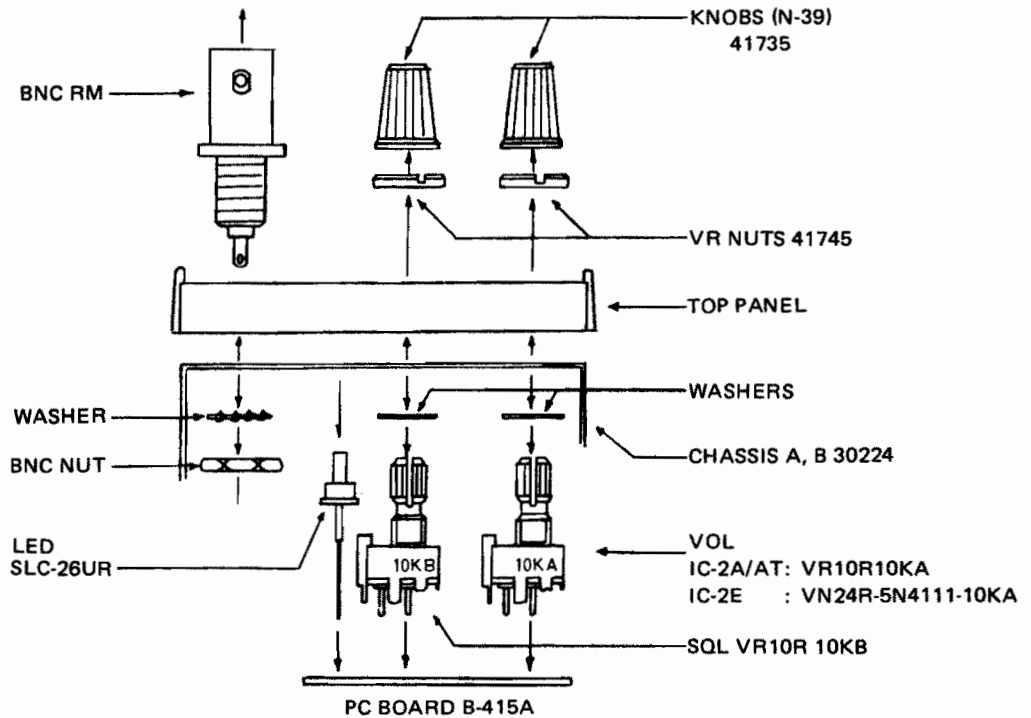 KNOBS (N-39)
41735
BNC RM
VR NUTS 41745
TOP PANEL
WASHER
WASHERS
BNC NUT
CHASSIS A, B 30224
LED
SLC-26UR
10KB
10KA
VOL
IC-2A/AT: VR10R10KA
IC-2E : VN24R-5N4111-10KA
SQL VR10R 10KB
PC BOARD B-415A